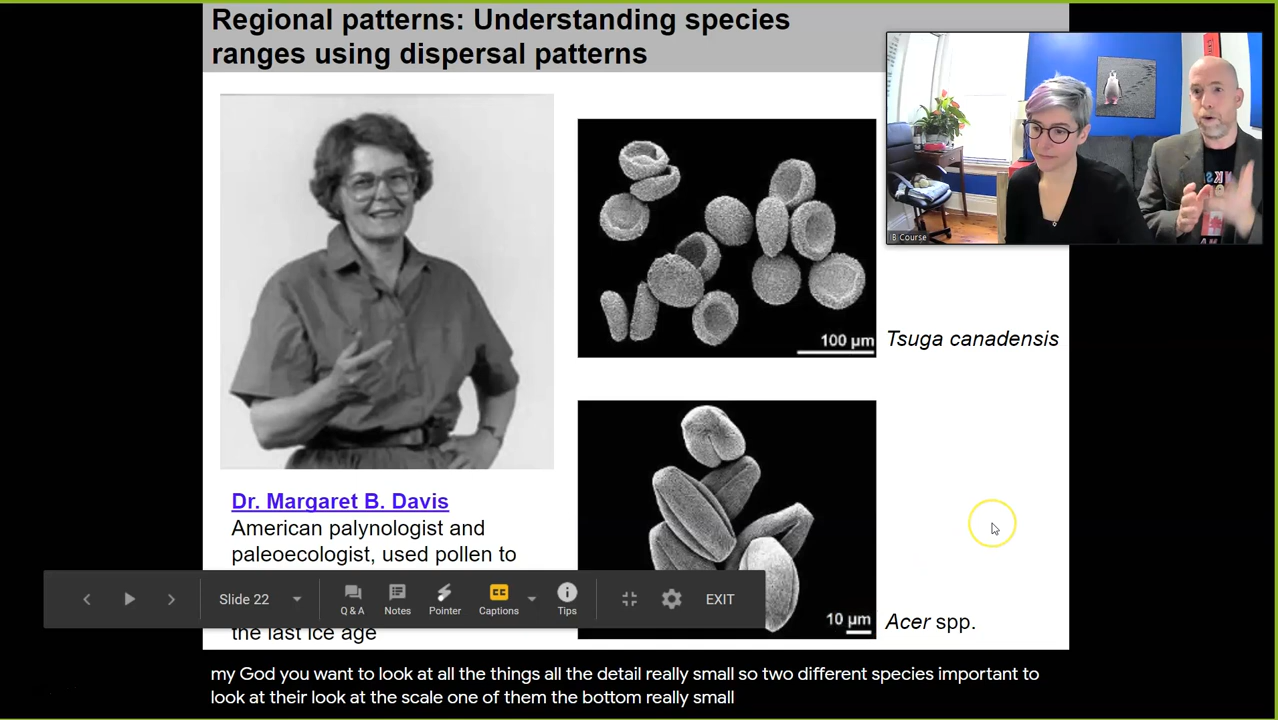 Regional patterns: Understanding species
ranges using dispersal patterns
IB Course
100 µm
Tsuga canadensis
Dr. Margaret B. Davis
American palynologist and
paleoecologist, used pollen to
the last ice age
10 µm
Acer spp.
Slide 22
Q & A
Notes
Pointer
CC
Captions
Tips
EXIT
my God you want to look at all the things all the detail really small so two different species important to
look at their look at the scale one of them the bottom really small